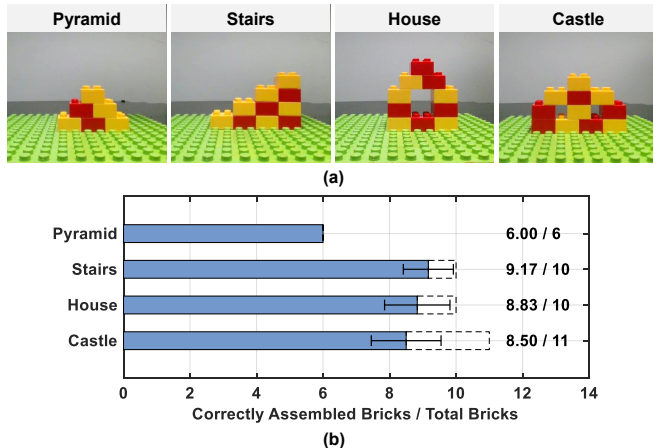 Pyramid Stairs House Castle
(a)
Pyramid 6.00 / 6
Stairs 9.17 / 10
House 8.83 / 10
Castle 8.50 / 11
0 2 4 6 8 10 12 14
Correctly Assembled Bricks / Total Bricks
(b)